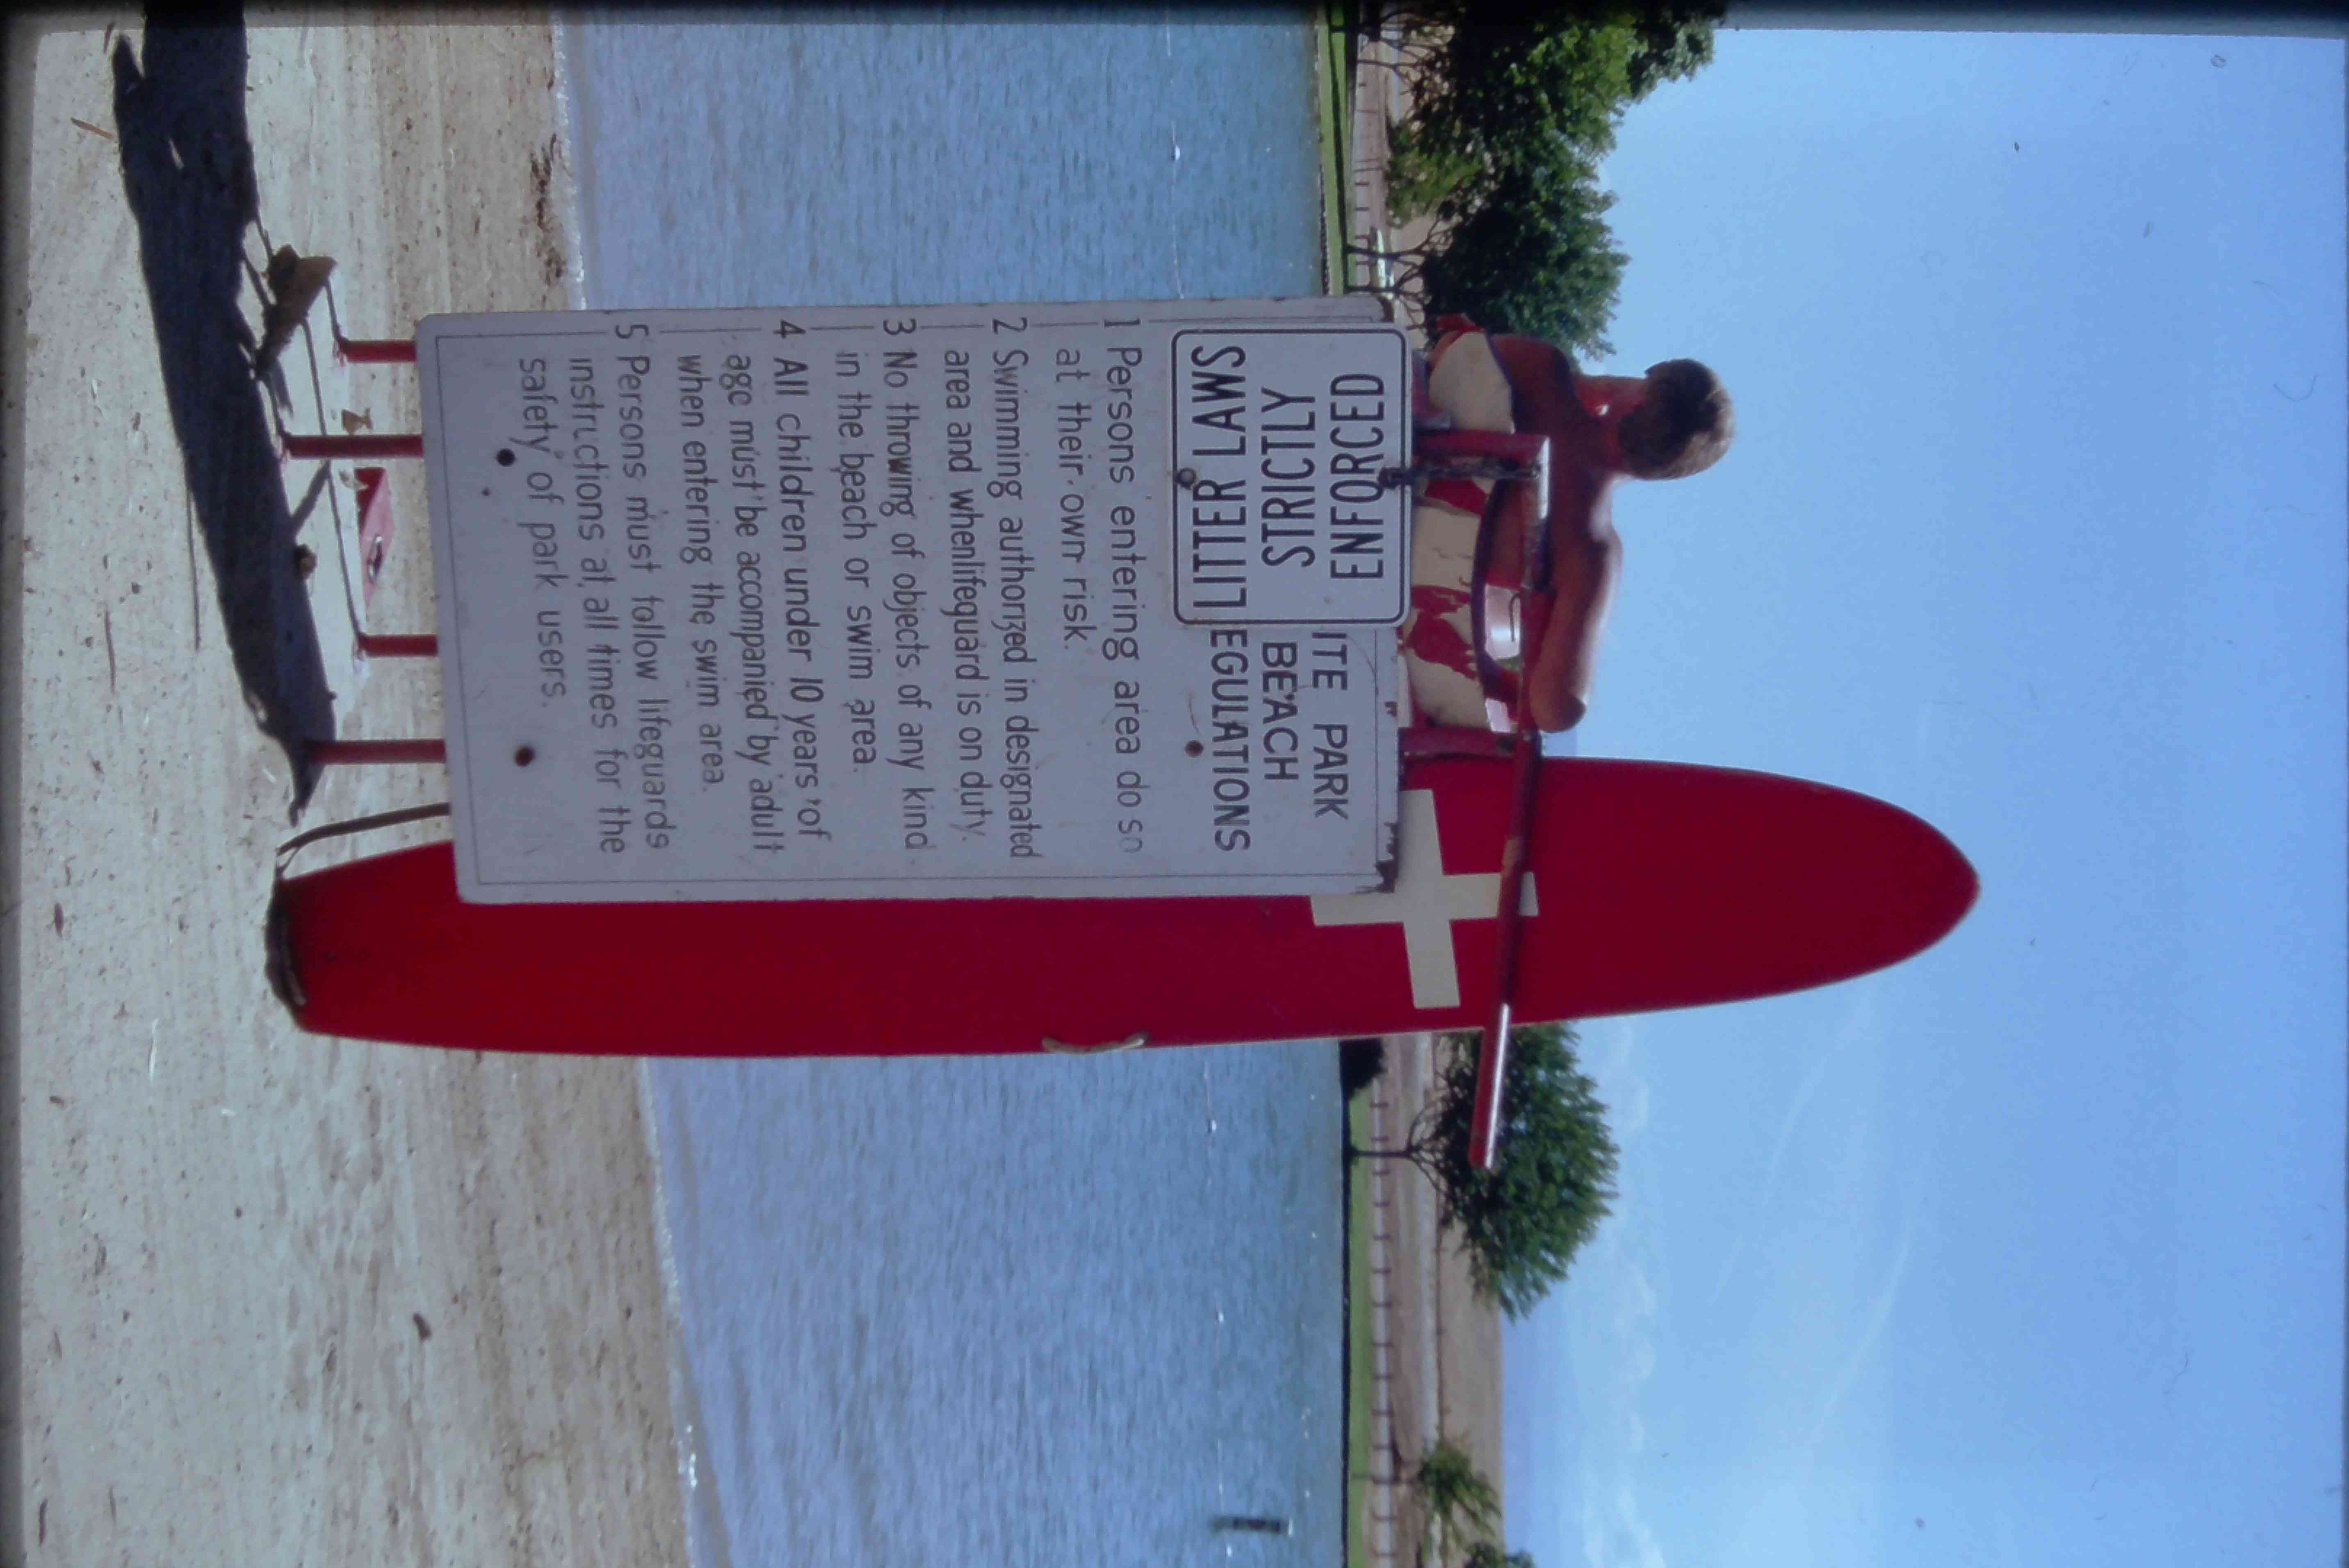 LITTER LAWS
STRICTLY
ENFORCED
ITE PARK
BEACH
EGULATIONS
1 Persons entering area do so
at their own risk.
2 Swimming authorized in designated
area and when lifeguard is on duty.
3 No throwing of objects of any kind
in the beach or swim area.
4 All children under 10 years of
age must be accompanied by adult
when entering the swim area.
5 Persons must follow lifeguards
instructions at all times for the
safety of park users.